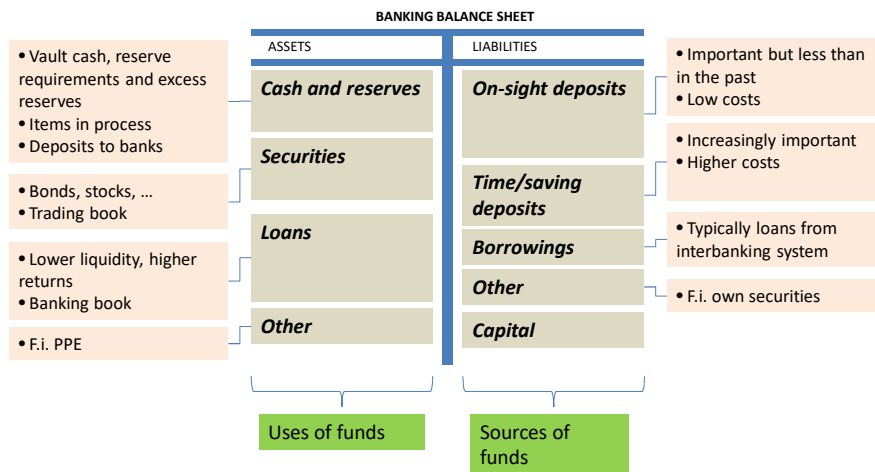 BANKING BALANCE SHEET
ASSETS
LIABILITIES
• Vault cash, reserve
requirements and excess
reserves
• Items in process
• Deposits to banks
• Bonds, stocks, …
• Trading book
• Lower liquidity, higher
returns
• Banking book
• F.i. PPE
Cash and reserves
Securities
Loans
Other
On-sight deposits
Time/saving
deposits
Borrowings
Other
Capital
• Important but less than
in the past
• Low costs
• Increasingly important
• Higher costs
• Typically loans from
interbanking system
• F.i. own securities
Uses of funds
Sources of
funds